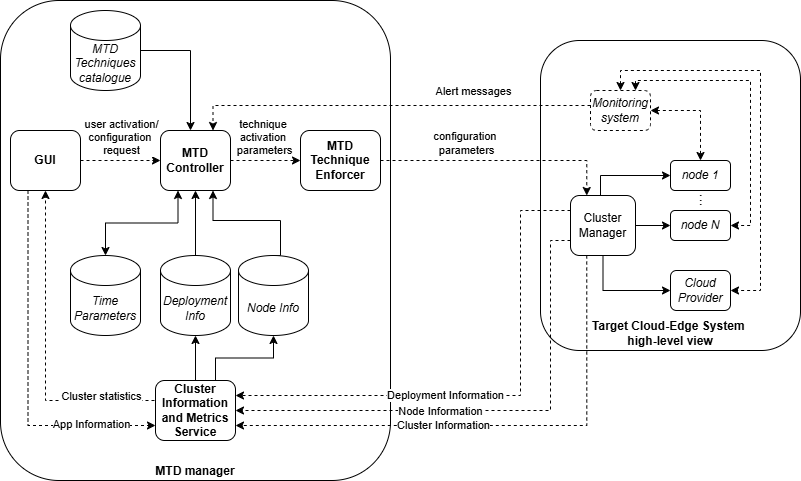 MTD
Techniques
catalogue
Alert messages
Monitoring
system
user activation/
configuration
request
technique
activation
parameters
configuration
parameters
GUI
MTD
Controller
MTD
Technique
Enforcer
node 1
...
node N
Cluster
Manager
Cloud
Provider
Time
Parameters
Deployment
Info
Node Info
Target Cloud-Edge System
high-level view
Cluster
Information
and Metrics
Service
Cluster statistics
App Information
Deployment Information
Node Information
Cluster Information
MTD manager